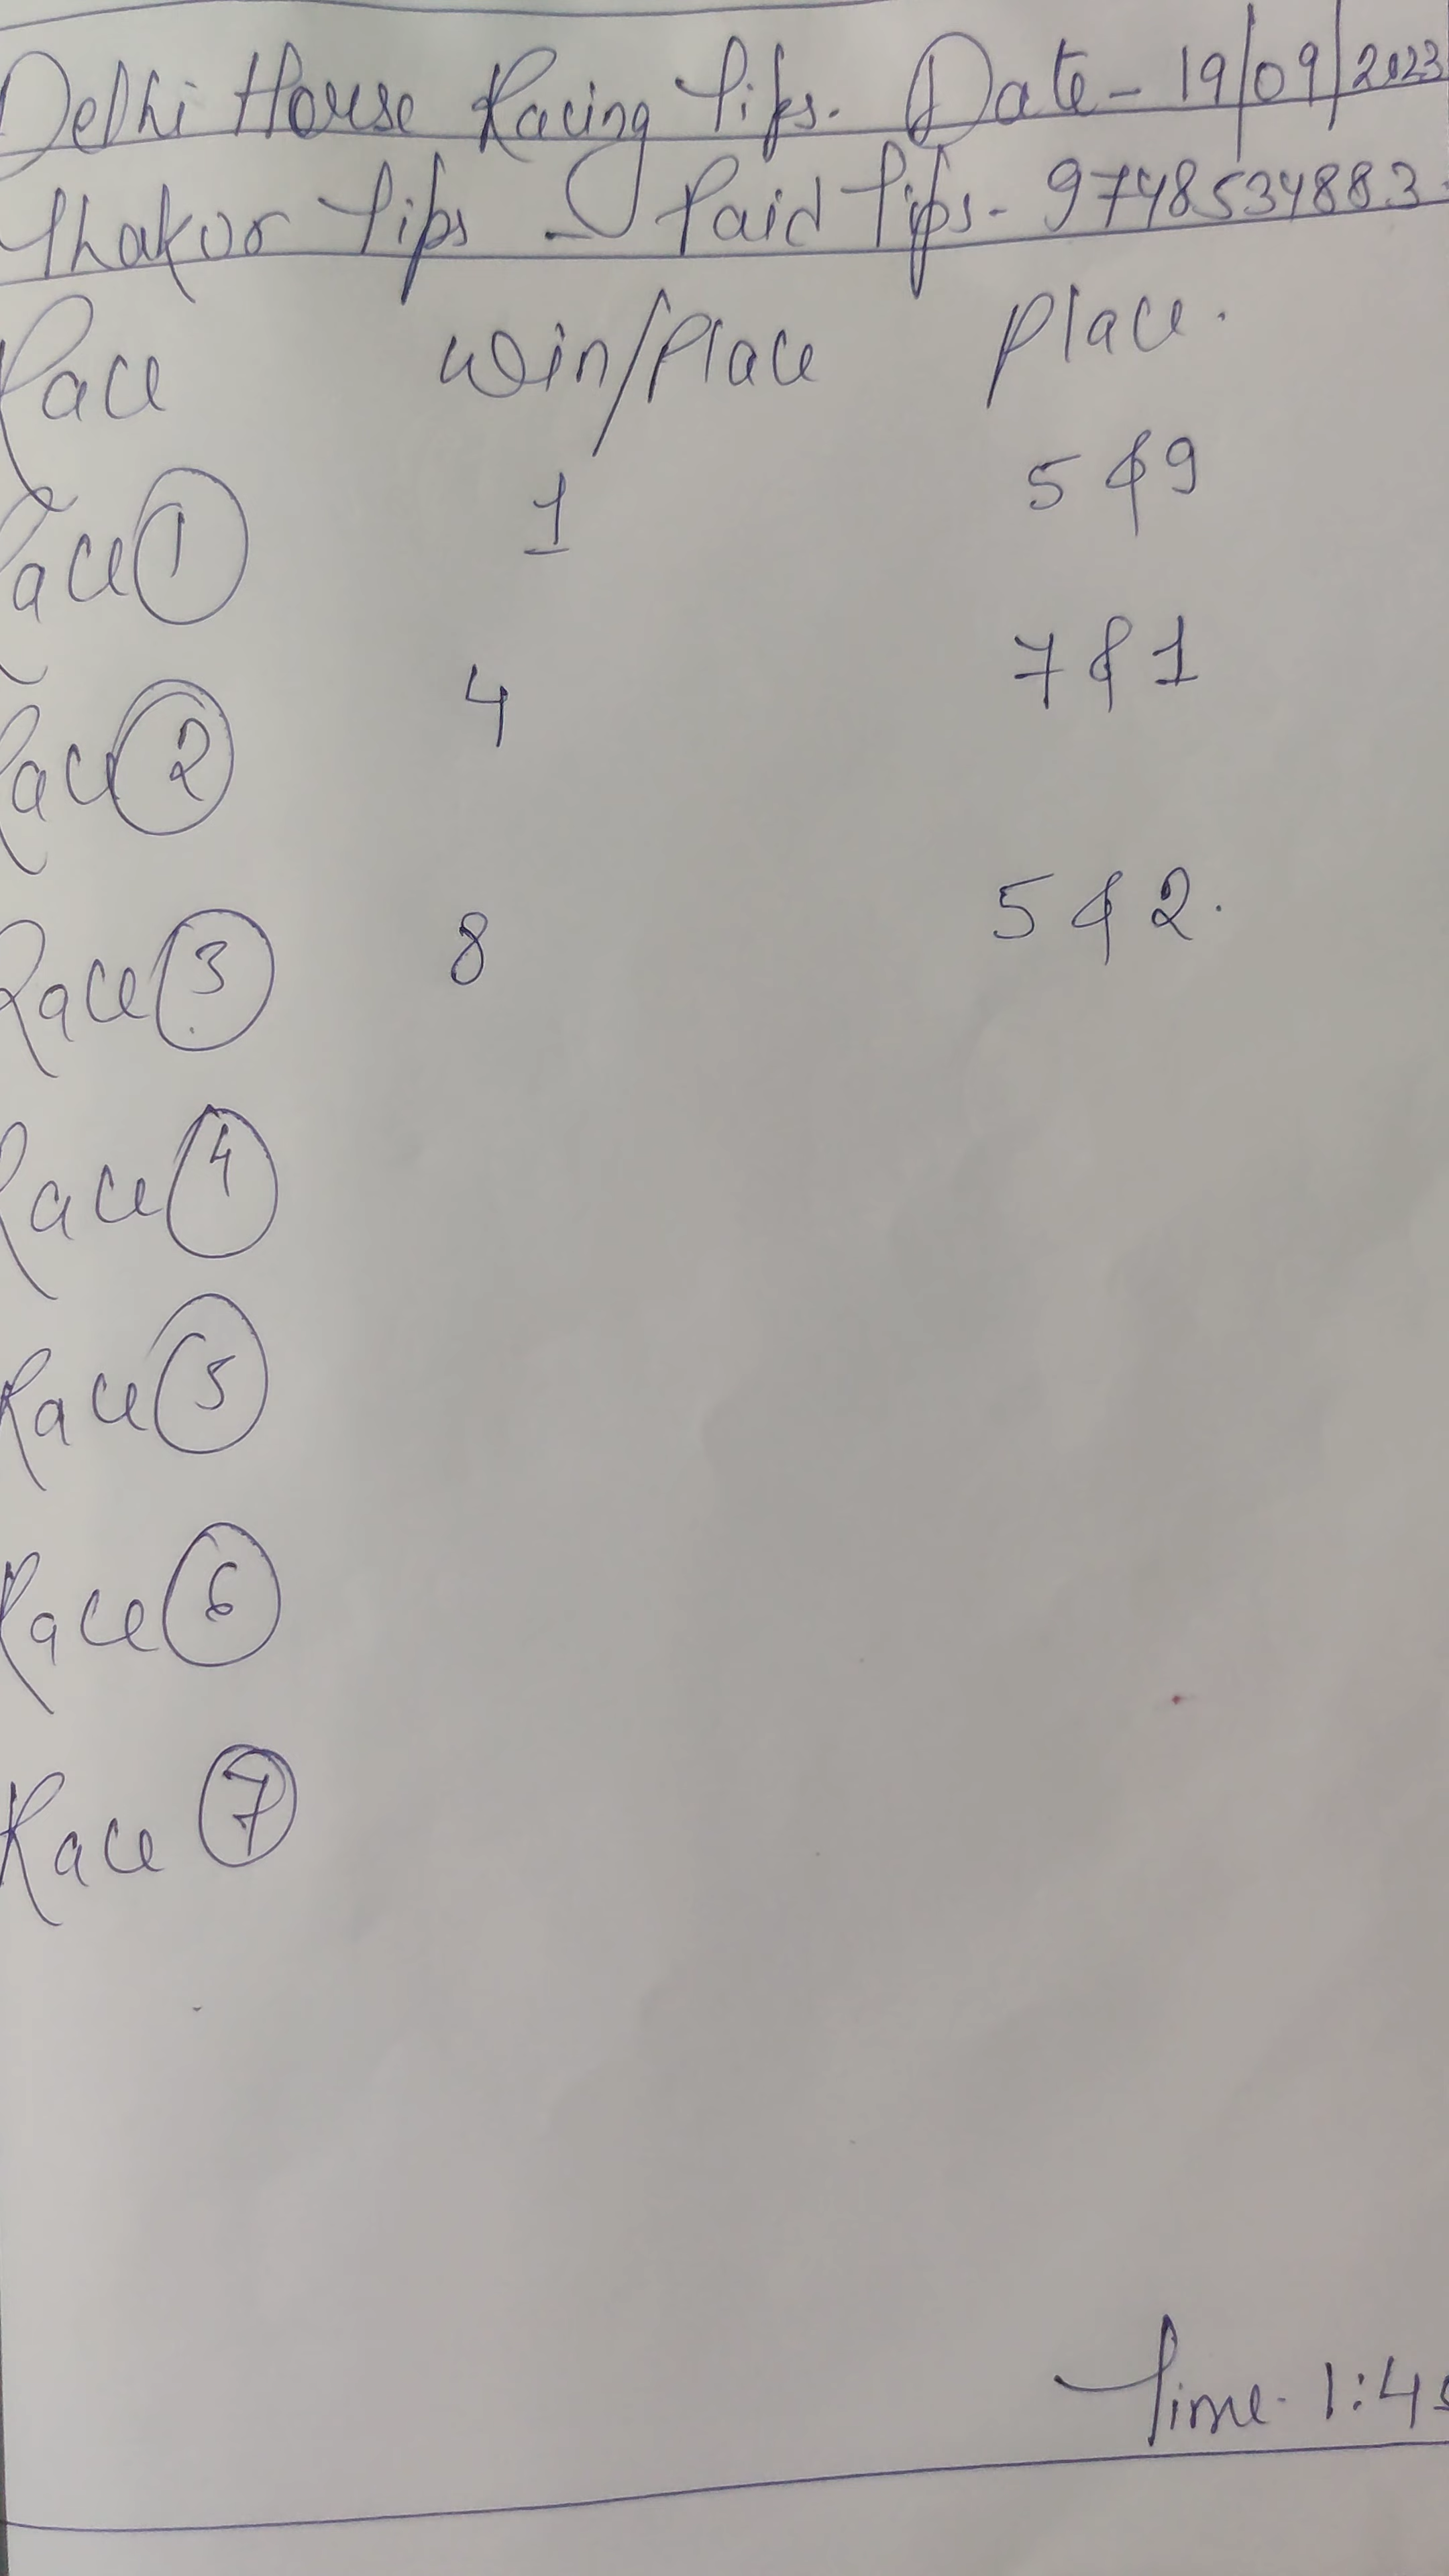 Delhi Horse Racing Tips. Date - 19/09/2023
Thakur Tips - Paid Tips - 9748534883.
Race Win/Place Place.
Race 1 1 5 & 9
Race 2 4 7 & 1
Race 3 8 5 & 2.
Race 4
Race 5
Race 6
Race 7
Time - 1:4